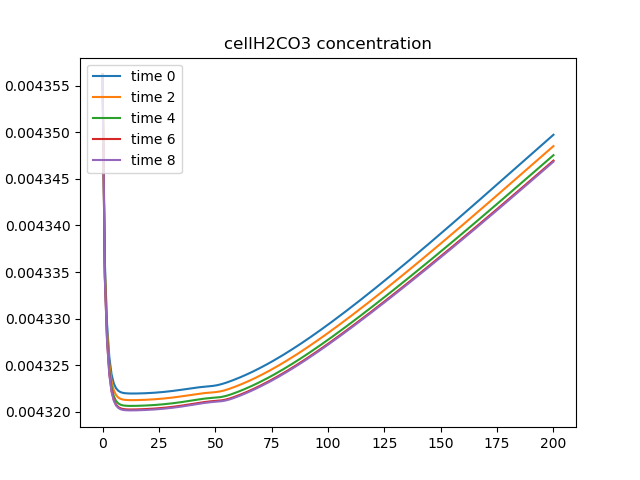 cellH2CO3 concentration
time 0
time 2
time 4
time 6
time 8
0.004355
0.004350
0.004345
0.004340
0.004335
0.004330
0.004325
0.004320
0 25 50 75 100 125 150 175 200